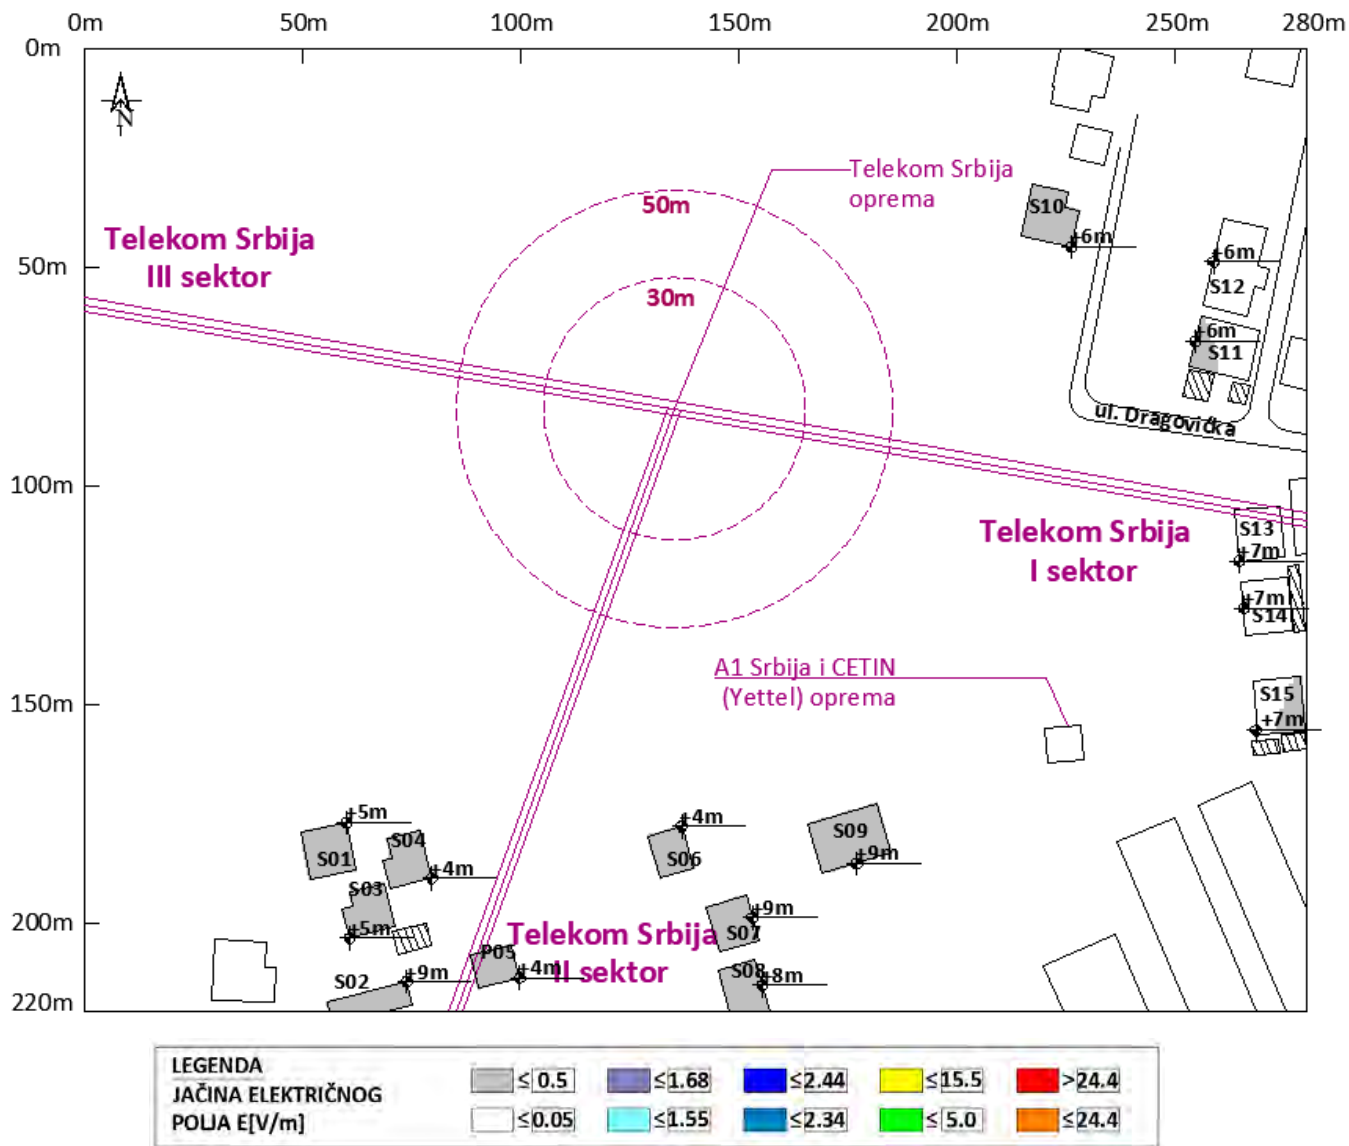 0m 50m 100m 150m 200m 250m 280m
0m
N
Telekom Srbija
oprema
50m
S10
+6m
Telekom Srbija
III sektor
+6m
50m
S12
30m
+6m
S11
ul. Dragovička
100m
Telekom Srbija
I sektor
S13
+7m
+7m
S14
A1 Srbija i CETIN
(Yettel) oprema
150m
S15
+7m
+5m
+4m
S01
S04
S06
S09
+9m
+4m
S03
+9m
200m
+5m
S07
Telekom Srbija
II sektor
P05
+4m
S02
+9m
S08
+8m
220m
LEGENDA
JAČINA ELEKTRIČNOG
POLJA E[V/m]
≤ 0.5 ≤1.68 ≤2.44 ≤15.5 >24.4
≤0.05 ≤1.55 ≤2.34 ≤ 5.0 ≤24.4